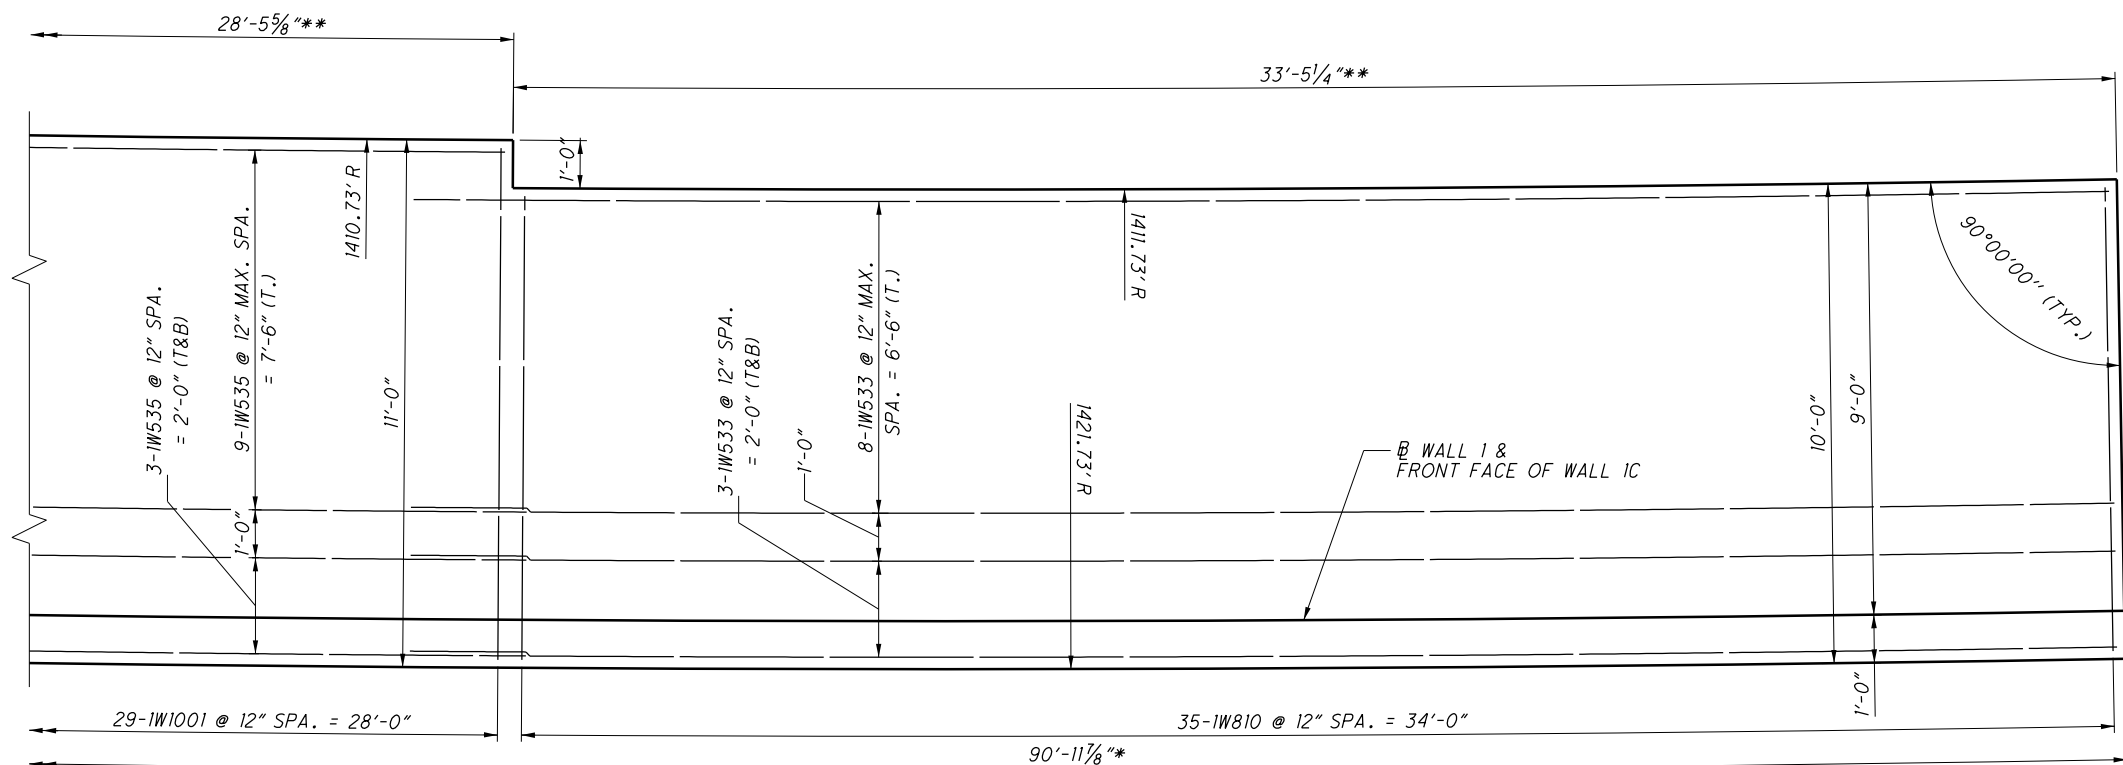 28'-5⅝"**
33'-5¼"**
1'-0"
1410.73' R
1411.73' R
90°00'00'' (TYP.)
3-1W535 @ 12" SPA.
= 2'-0" (T&B)
9-1W535 @ 12" MAX. SPA.
= 7'-6" (T.)
11'-0"
3-1W533 @ 12" SPA.
= 2'-0" (T&B)
1'-0"
8-1W533 @ 12" MAX.
SPA. = 6'-6" (T.)
1421.73' R
BL WALL 1 &
FRONT FACE OF WALL 1C
10'-0"
9'-0"
1'-0"
1'-0"
29-1W1001 @ 12" SPA. = 28'-0"
35-1W810 @ 12" SPA. = 34'-0"
90'-11⅞"*